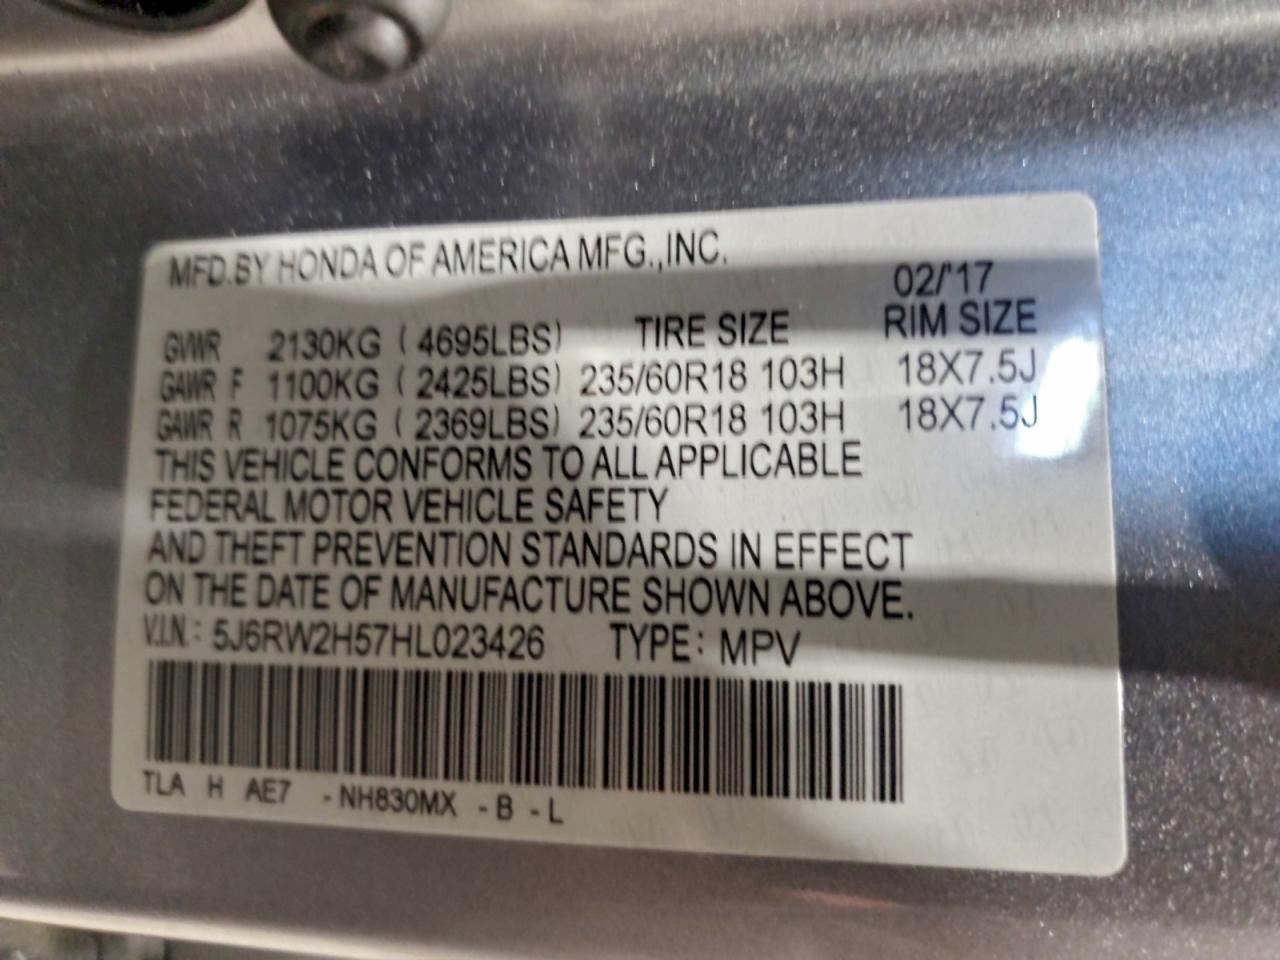 MFD.BY HONDA OF AMERICA MFG.,INC.
02/'17
GVWR 2130KG ( 4695LBS) TIRE SIZE RIM SIZE
GAWR F 1100KG ( 2425LBS) 235/60R18 103H 18X7.5J
GAWR R 1075KG ( 2369LBS) 235/60R18 103H 18X7.5J
THIS VEHICLE CONFORMS TO ALL APPLICABLE
FEDERAL MOTOR VEHICLE SAFETY
AND THEFT PREVENTION STANDARDS IN EFFECT
ON THE DATE OF MANUFACTURE SHOWN ABOVE.
V.I.N.: 5J6RW2H57HL023426 TYPE: MPV
TLA H AE7 -NH830MX -B -L